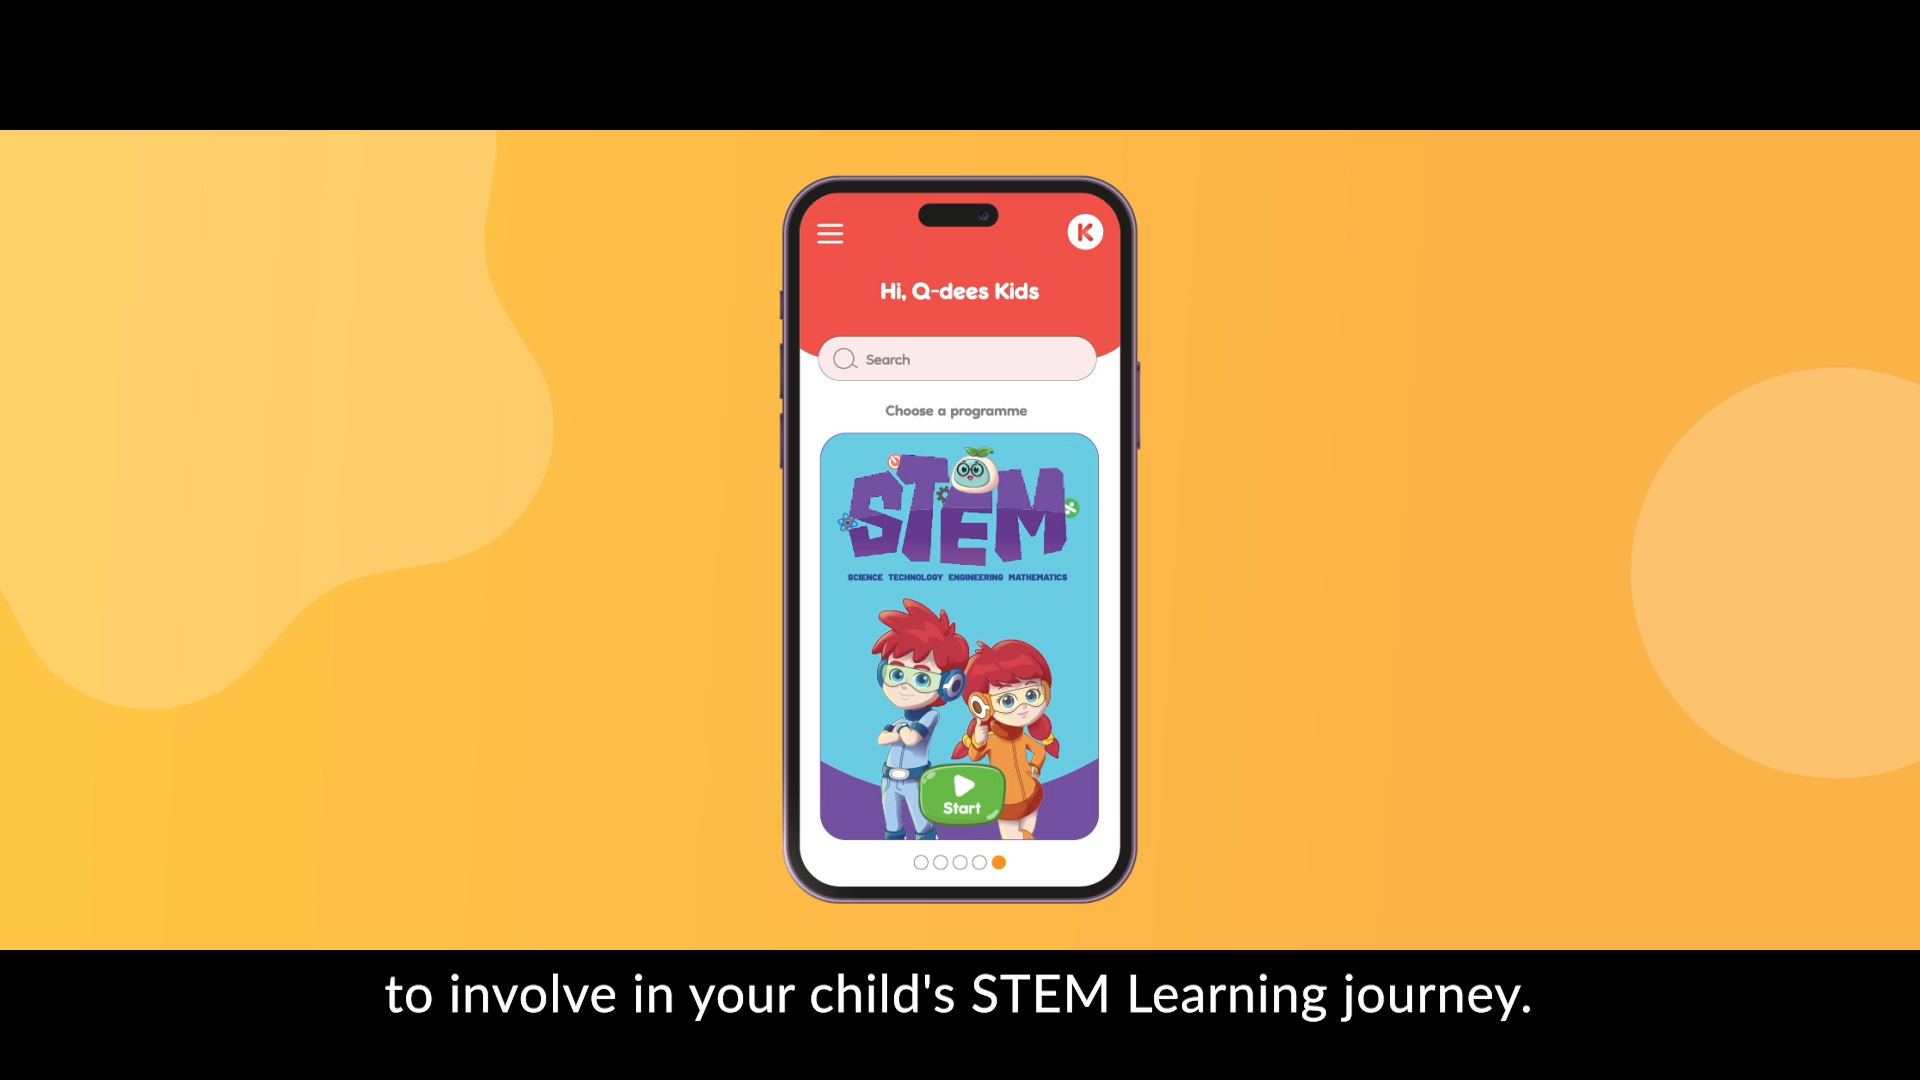 K
Hi, Q-dees Kids
Search
Choose a programme
STEM
SCIENCE TECHNOLOGY ENGINEERING MATHEMATICS
Start
to involve in your child's STEM Learning journey.